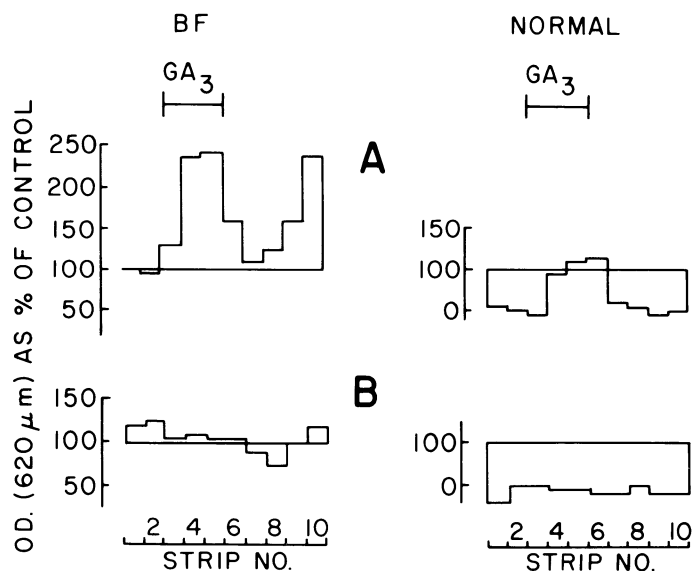 BF
NORMAL
GA3
GA3
OD. (620 μm) AS % OF CONTROL
A
250
200
150
100
50
150
100
0
B
150
100
50
100
0
2 4 6 8 10
STRIP NO.
2 4 6 8 10
STRIP NO.